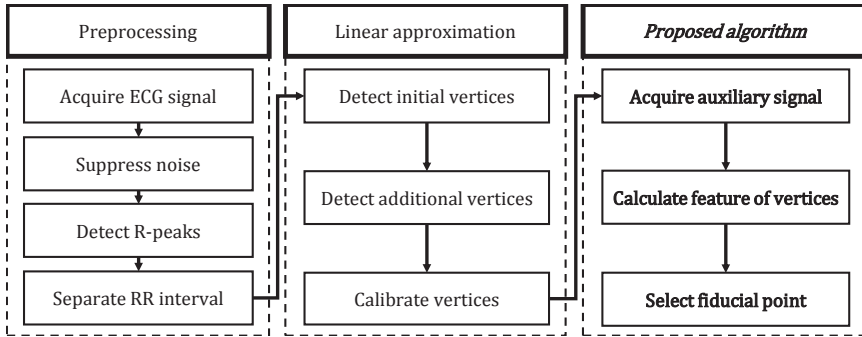 Preprocessing
Acquire ECG signal
Suppress noise
Detect R-peaks
Separate RR interval
Linear approximation
Detect initial vertices
Detect additional vertices
Calibrate vertices
Proposed algorithm
Acquire auxiliary signal
Calculate feature of vertices
Select fiducial point